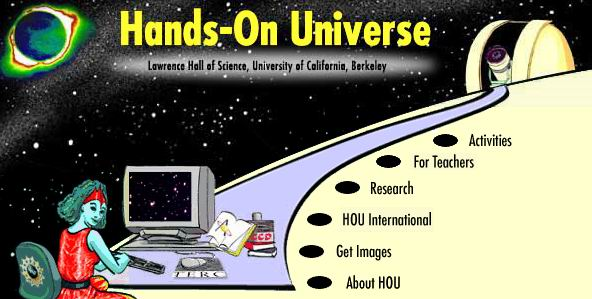 Hands-On Universe
Lawrence Hall of Science, University of California, Berkeley
Activities
For Teachers
Research
HOU International
Get Images
About HOU
TERC